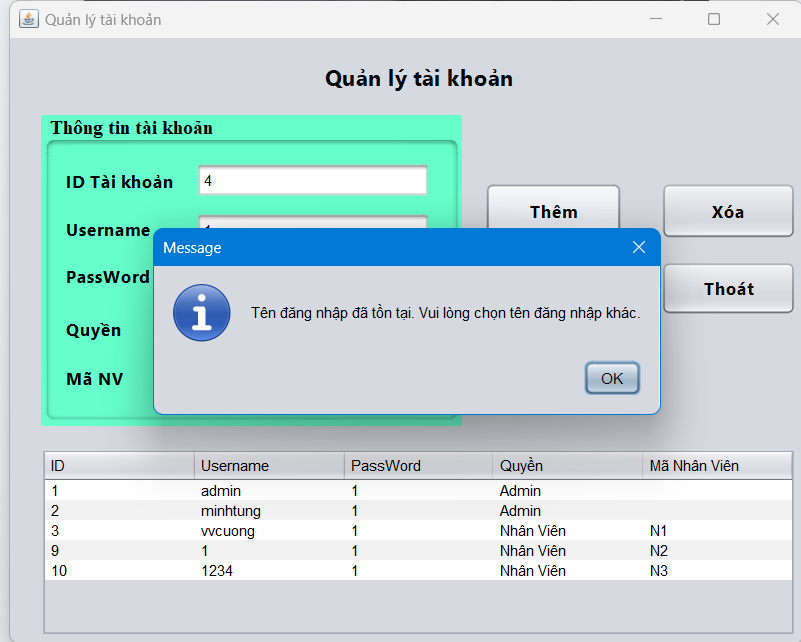 Quản lý tài khoản
Quản lý tài khoản
Thông tin tài khoản
ID Tài khoản 4
Username
PassWord
Quyền
Mã NV
Thêm Xóa
Thoát
Message
Tên đăng nhập đã tồn tại. Vui lòng chọn tên đăng nhập khác.
OK
ID Username PassWord Quyền Mã Nhân Viên
1 admin 1 Admin
2 minhtung 1 Admin
3 vvcuong 1 Nhân Viên N1
9 1 1 Nhân Viên N2
10 1234 1 Nhân Viên N3